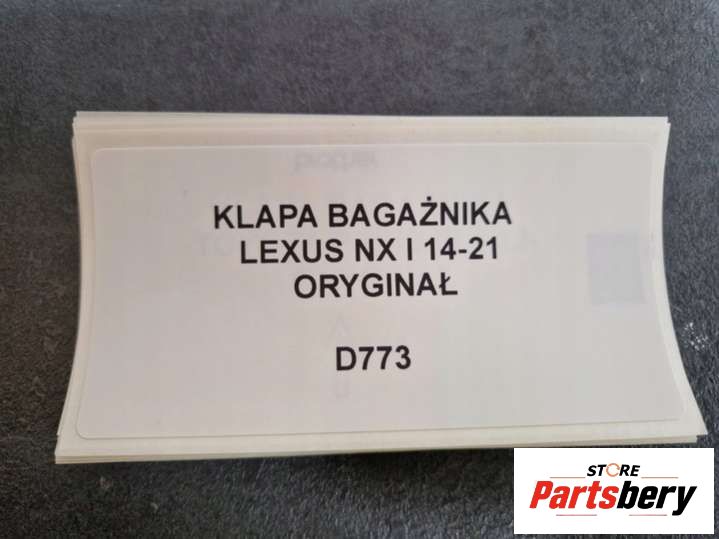 KLAPA BAGAŻNIKA
LEXUS NX I 14-21
ORYGINAŁ
D773
STORE
Partsbery